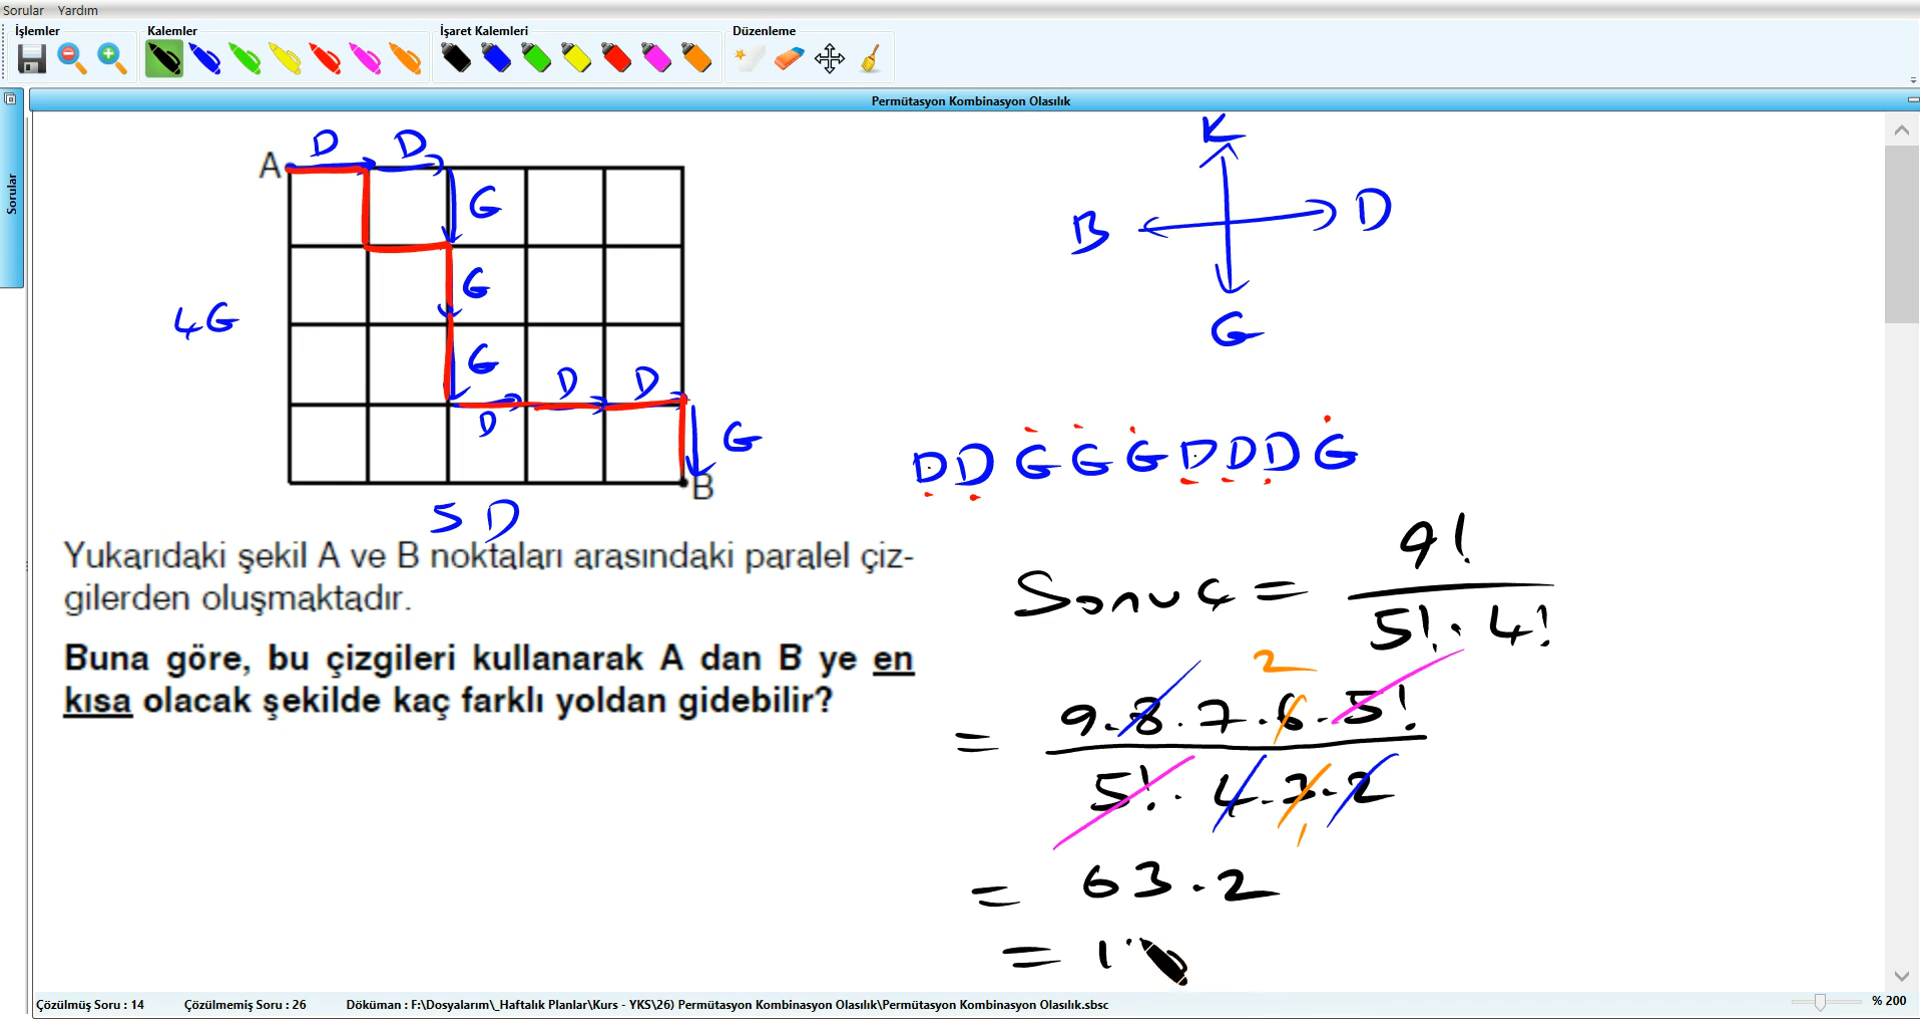 Sorular Yardım
İşlemler Kalemler İşaret Kalemleri Düzenleme
Permütasyon Kombinasyon Olasılık
Sorular
K
A D D
G
B D
G
4G
G
G
D D
D
G
B
5 D
DDGGGDDDG
Yukarıdaki şekil A ve B noktaları arasındaki paralel çiz-
gilerden oluşmaktadır.
Buna göre, bu çizgileri kullanarak A dan B ye en
kısa olacak şekilde kaç farklı yoldan gidebilir?
9!
Sonuç =
5! . 4!
2
9.8.7.6.5!
=
5!.4.3.2
1
= 63.2
= 1
Çözülmüş Soru : 14 Çözülmemiş Soru : 26 Döküman : F:\Dosyalarım\_Haftalık Planlar\Kurs - YKS\26) Permütasyon Kombinasyon Olasılık\Permütasyon Kombinasyon Olasılık.sbsc % 200